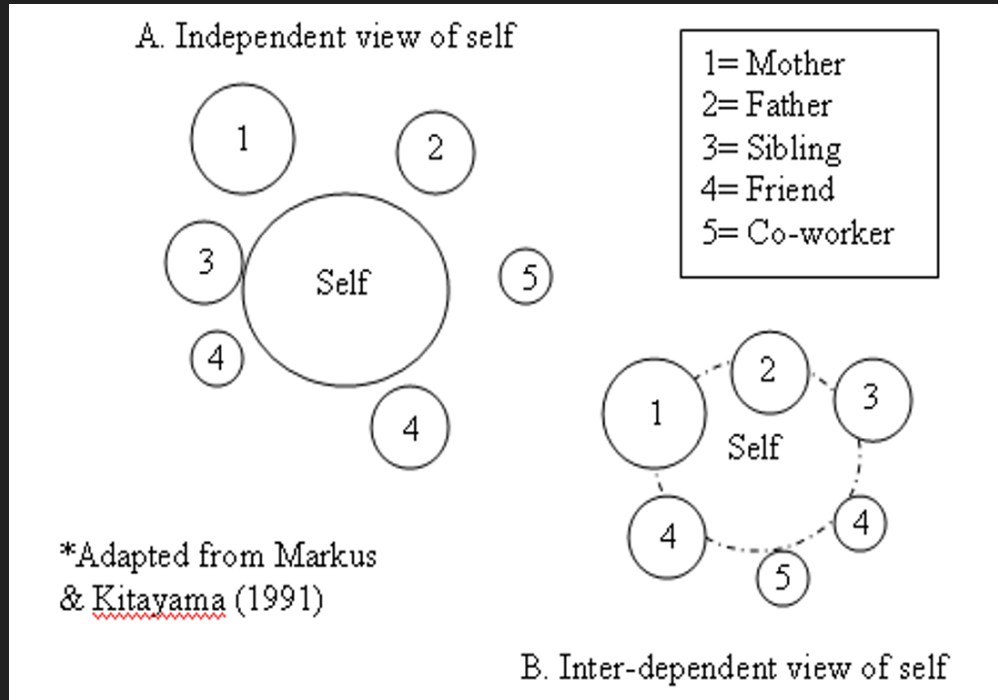 A. Independent view of self
1= Mother
2= Father
3= Sibling
4= Friend
5= Co-worker
1
2
3
Self
5
4
4
2
1
3
Self
4
4
5
*Adapted from Markus
& Kitayama (1991)
B. Inter-dependent view of self